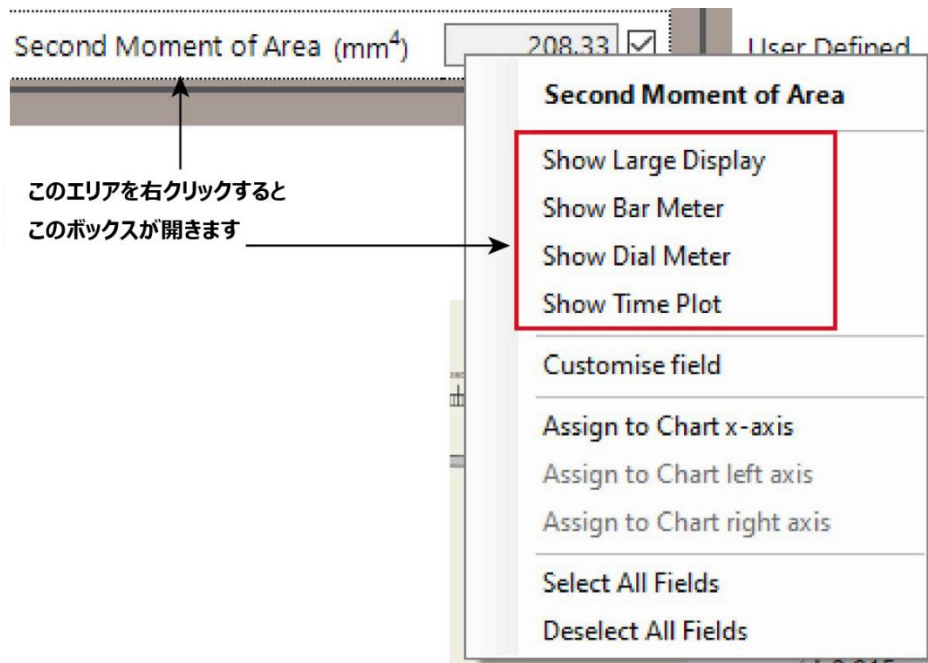 Second Moment of Area (mm⁴) 208.33 User Defined
Second Moment of Area
Show Large Display
Show Bar Meter
Show Dial Meter
Show Time Plot
Customise field
Assign to Chart x-axis
Assign to Chart left axis
Assign to Chart right axis
Select All Fields
Deselect All Fields
このエリアを右クリックすると
このボックスが開きます